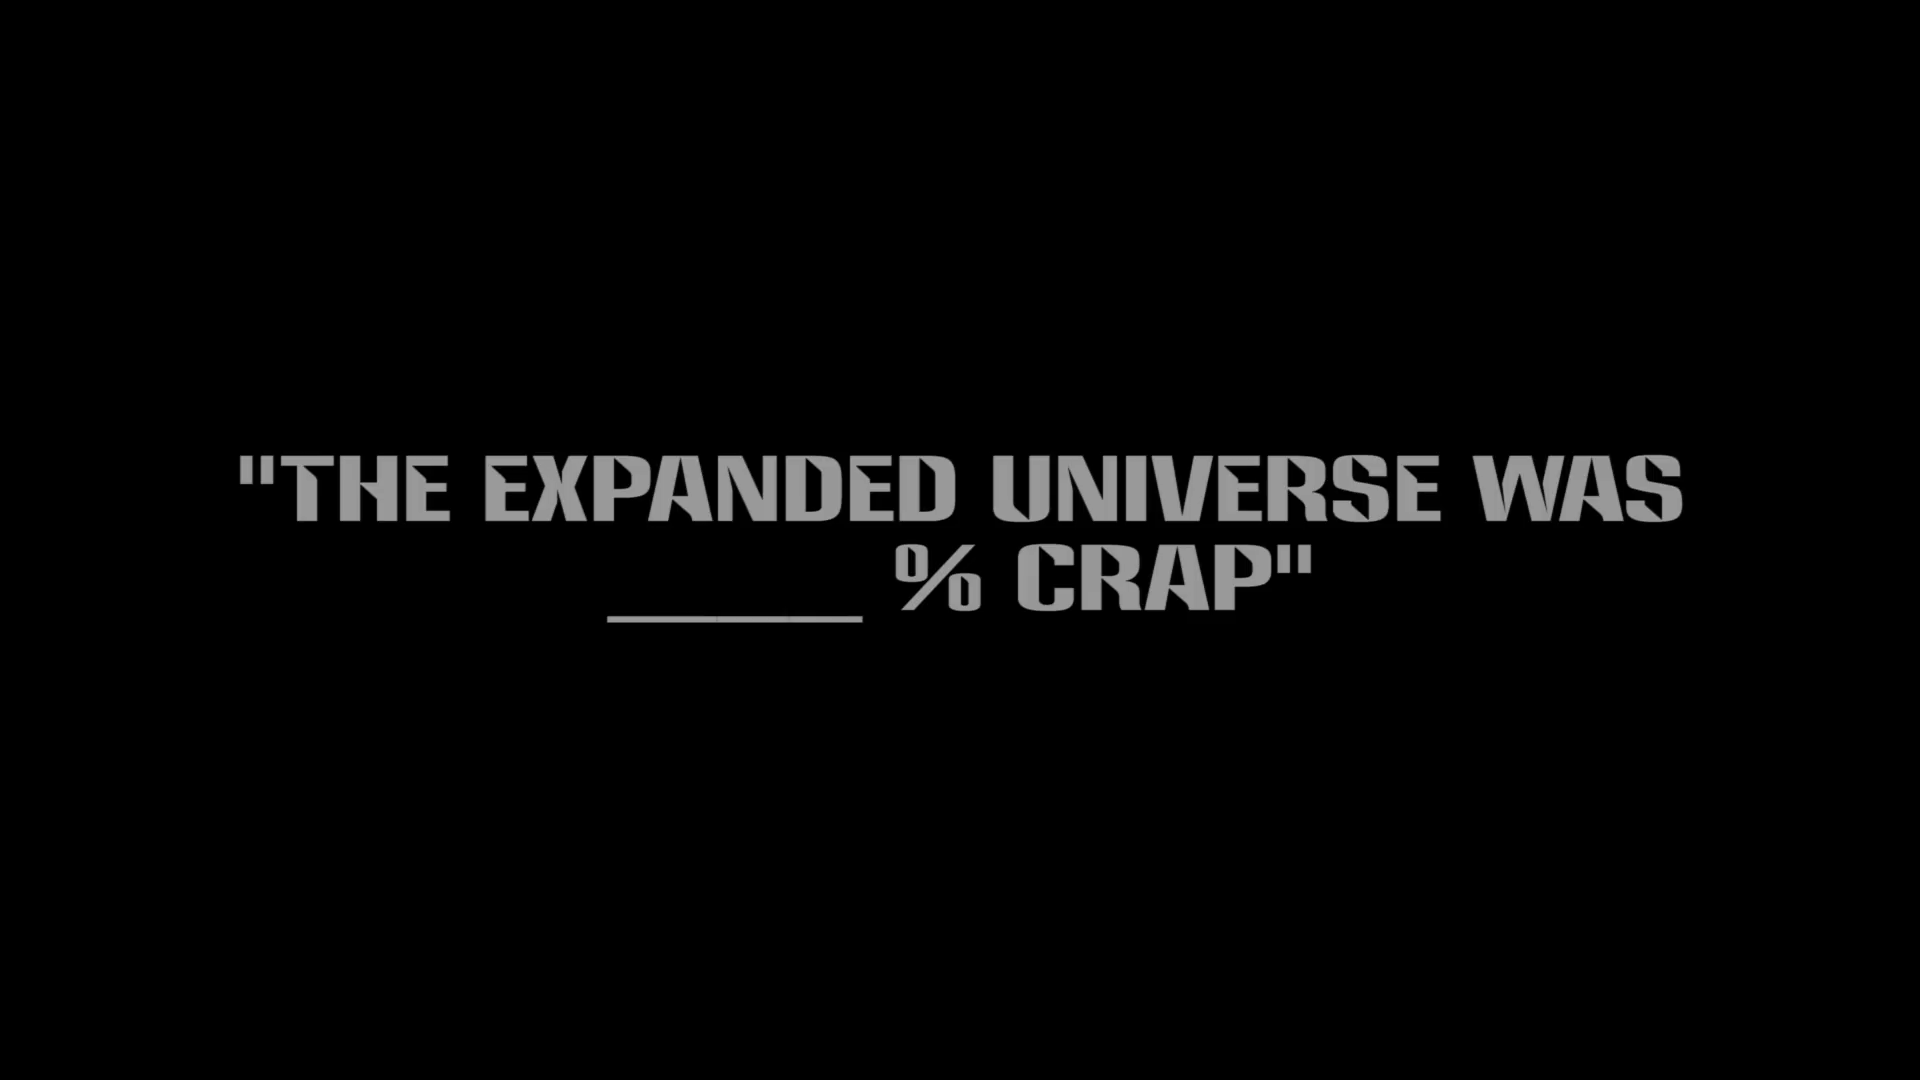 "THE EXPANDED UNIVERSE WAS
_____ % CRAP"